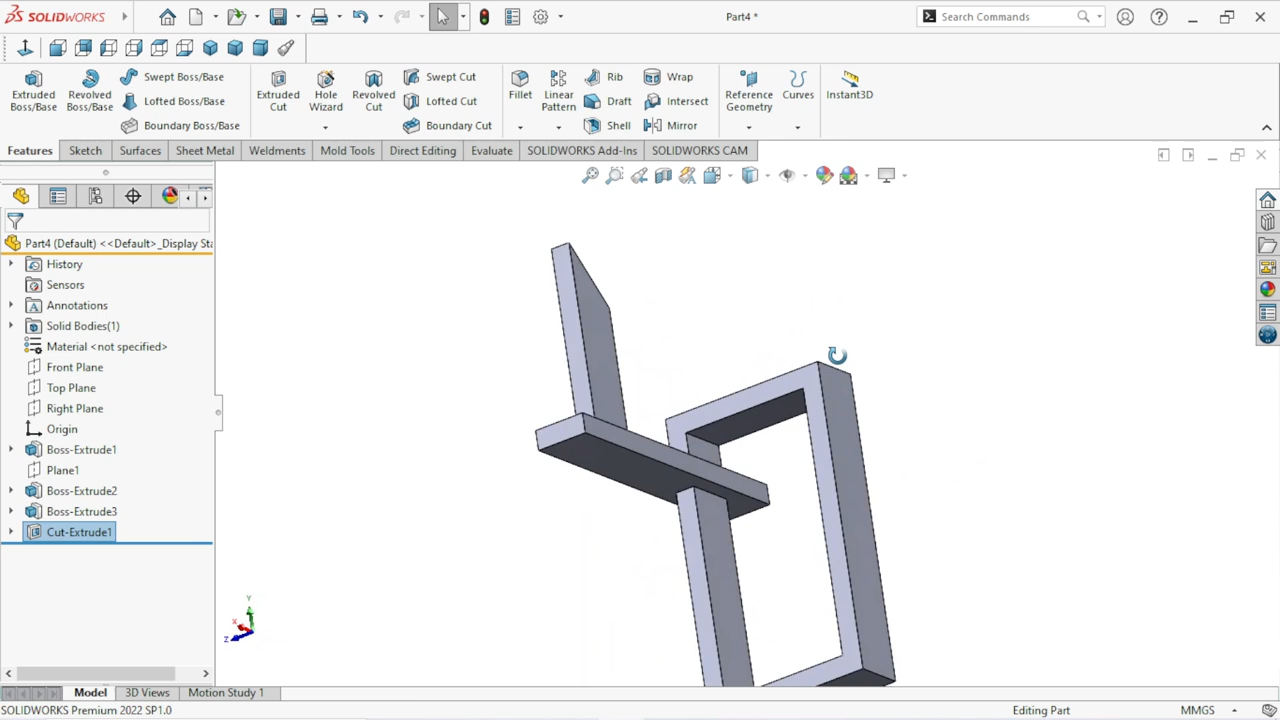 SOLIDWORKS
Part4 *
Search Commands
Extruded Boss/Base
Revolved Boss/Base
Swept Boss/Base
Lofted Boss/Base
Boundary Boss/Base
Extruded Cut
Hole Wizard
Revolved Cut
Swept Cut
Lofted Cut
Boundary Cut
Fillet
Linear Pattern
Rib
Draft
Shell
Wrap
Intersect
Mirror
Reference Geometry
Curves
Instant3D
Features
Sketch
Surfaces
Sheet Metal
Weldments
Mold Tools
Direct Editing
Evaluate
SOLIDWORKS Add-Ins
SOLIDWORKS CAM
Part4 (Default) <<Default>_Display Sta
History
Sensors
Annotations
Solid Bodies(1)
Material <not specified>
Front Plane
Top Plane
Right Plane
Origin
Boss-Extrude1
Plane1
Boss-Extrude2
Boss-Extrude3
Cut-Extrude1
Y
X
Z
Model
3D Views
Motion Study 1
SOLIDWORKS Premium 2022 SP1.0
Editing Part
MMGS